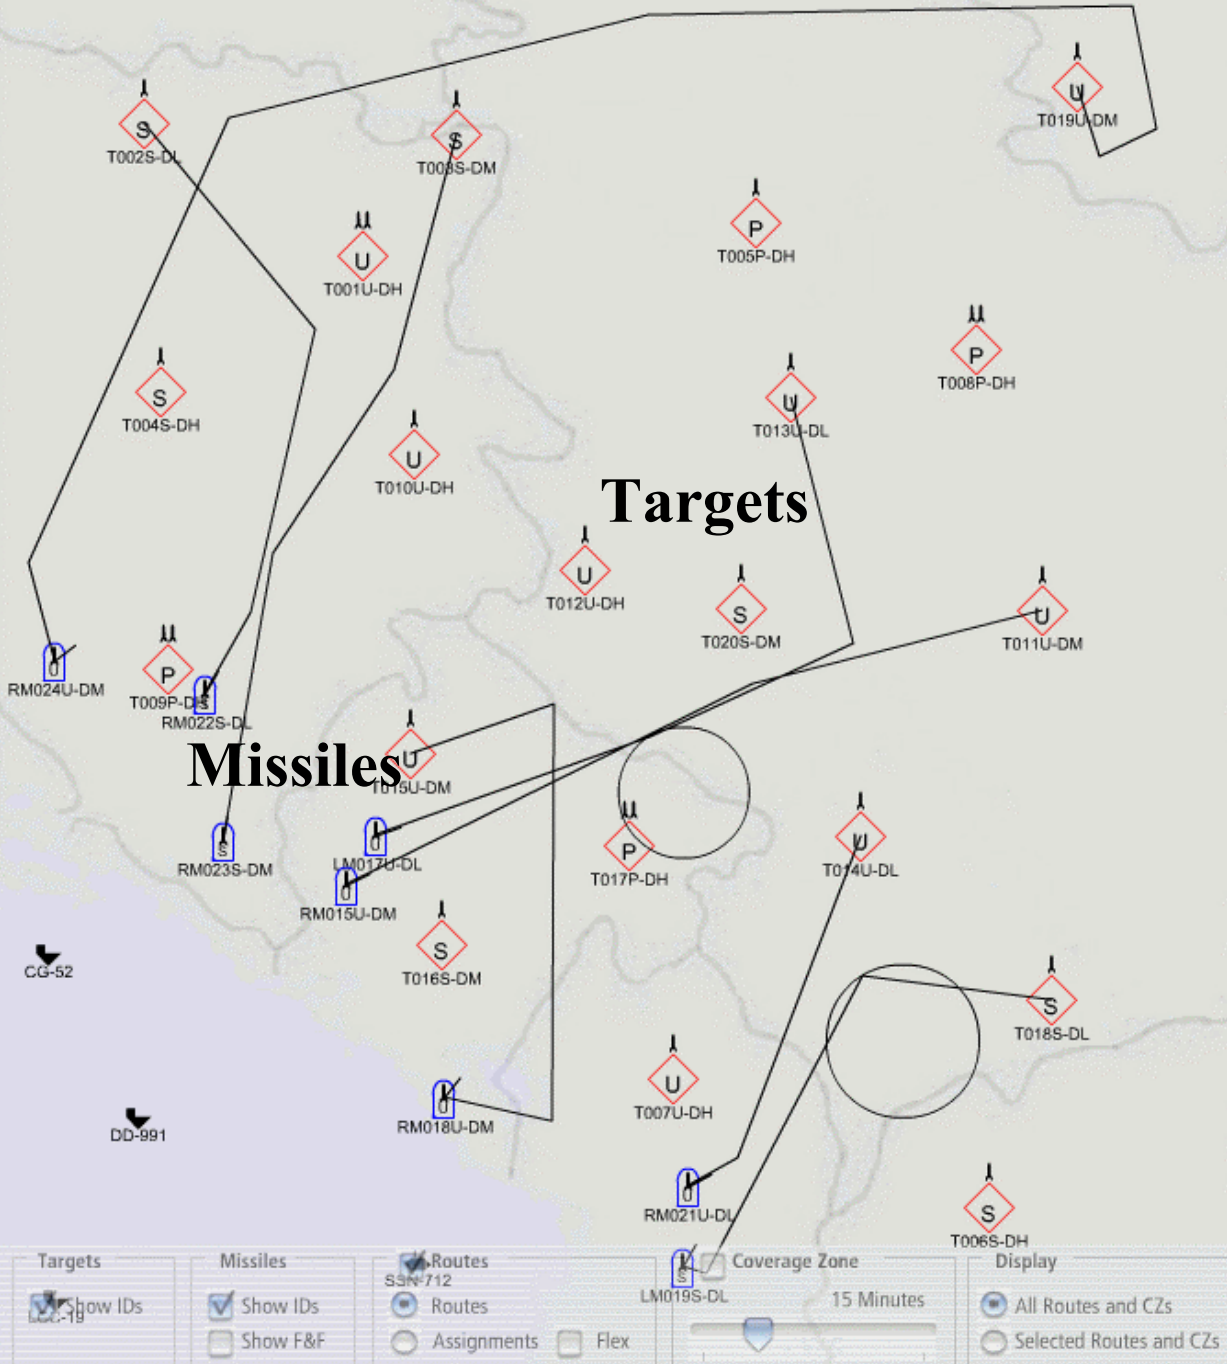 U
T019U-DM
S
T002S-DL
S
T003S-DM
P
T005P-DH
U
T001U-DH
P
T008P-DH
S
T004S-DH
U
T013U-DL
U
T010U-DH
Targets
U
T012U-DH
S
T020S-DM
U
T011U-DM
U
RM024U-DM
P
T009P-DH
S
RM022S-DL
Missiles
U
T015U-DM
S
RM023S-DM
U
LM017U-DL
U
RM015U-DM
P
T017P-DH
U
T014U-DL
S
T016S-DM
CG-52
S
T018S-DL
U
T007U-DH
U
RM018U-DM
DD-991
U
RM021U-DL
S
T006S-DH
S
LM019S-DL
Targets
Missiles
Routes
Coverage Zone
Display
SSN-712
Show IDs
Show IDs
Routes
15 Minutes
All Routes and CZs
Show F&F
Assignments
Flex
Selected Routes and CZs